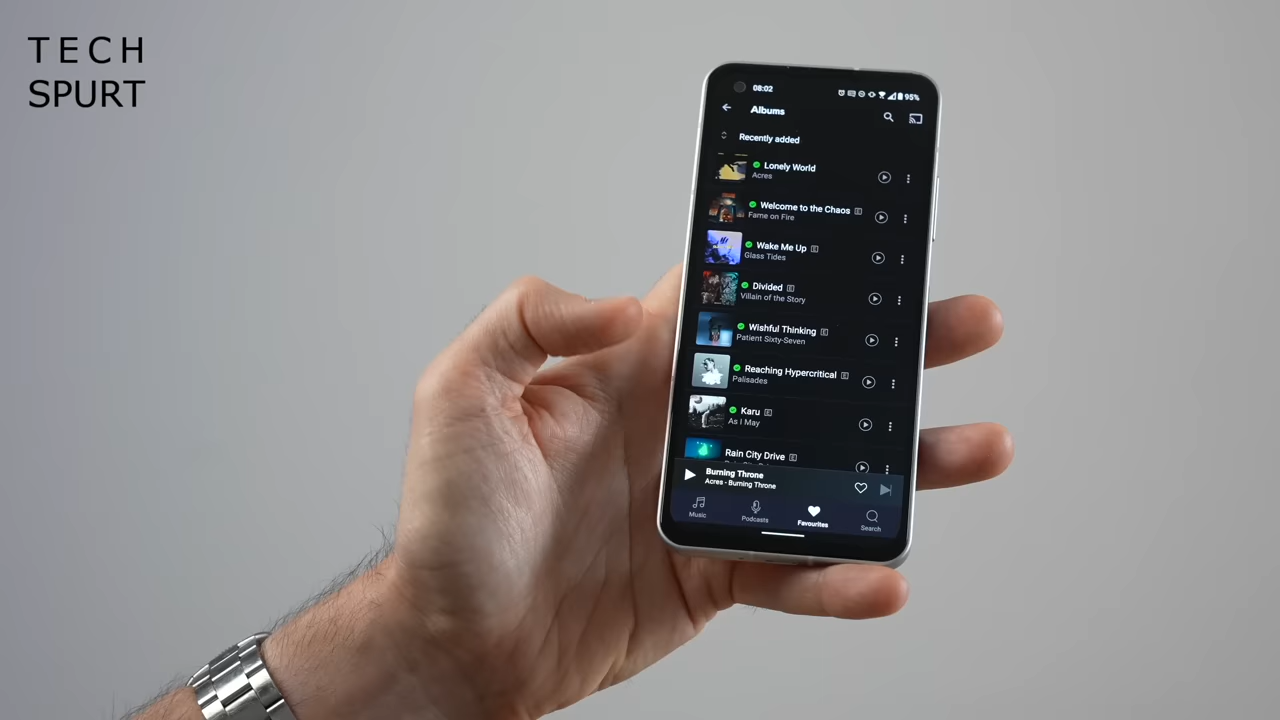 TECH
SPURT
08:02
95%
Albums
Recently added
Lonely World
Acres
Welcome to the Chaos E
Fame on Fire
Wake Me Up E
Glass Tides
Divided E
Villain of the Story
Wishful Thinking E
Patient Sixty-Seven
Reaching Hypercritical E
Palisades
Karu E
As I May
Rain City Drive E
Burning Throne
Acres - Burning Throne
Music
Podcasts
Favourites
Search